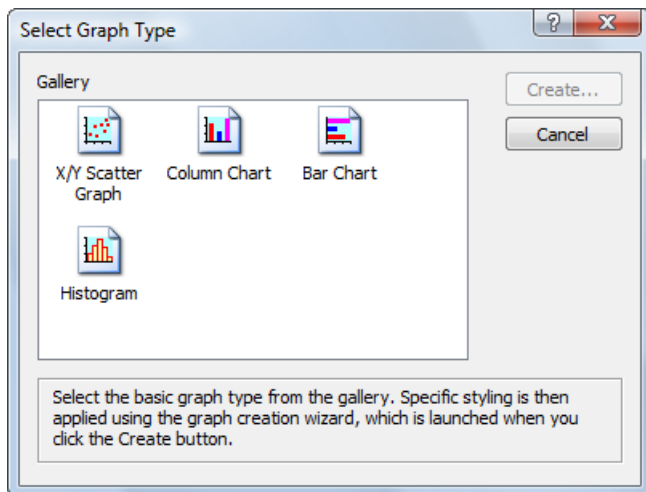 Select Graph Type
?
X
Gallery
Create...
Cancel
X/Y Scatter
Graph
Column Chart
Bar Chart
Histogram
Select the basic graph type from the gallery. Specific styling is then
applied using the graph creation wizard, which is launched when you
click the Create button.